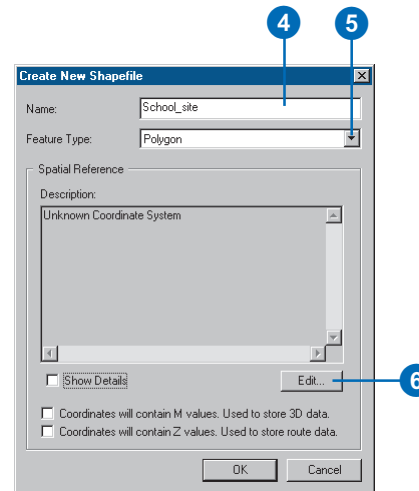 4 5
Create New Shapefile
Name: School_site
Feature Type: Polygon
Spatial Reference
Description:
Unknown Coordinate System
Show Details Edit... 6
Coordinates will contain M values. Used to store 3D data.
Coordinates will contain Z values. Used to store route data.
OK Cancel